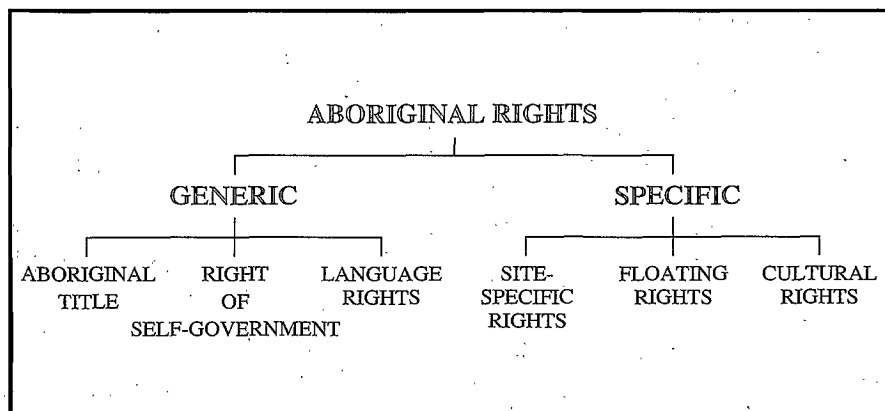 ABORIGINAL RIGHTS
GENERIC
SPECIFIC
ABORIGINAL
TITLE
RIGHT
OF
SELF-GOVERNMENT
LANGUAGE
RIGHTS
SITE-
SPECIFIC
RIGHTS
FLOATING
RIGHTS
CULTURAL
RIGHTS